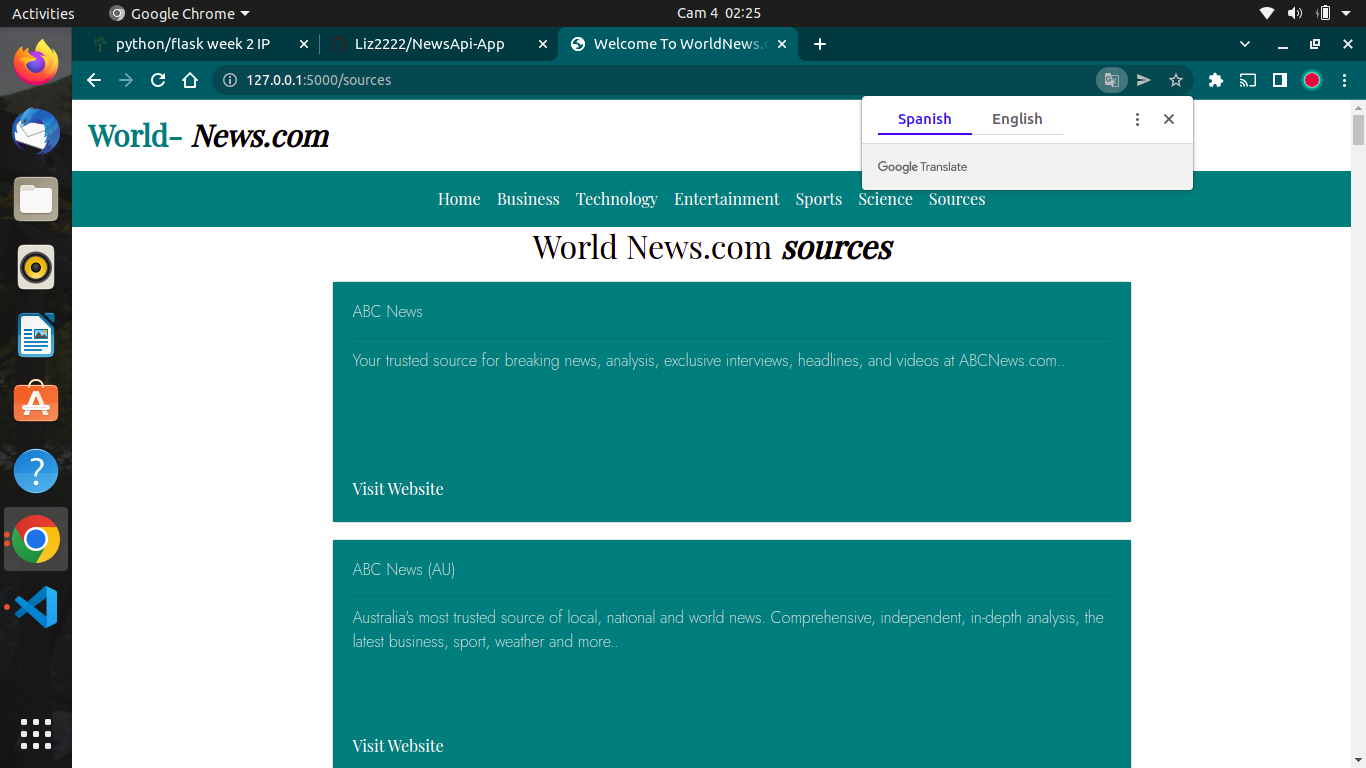 Activities
Google Chrome
Cam 4 02:25
python/flask week 2 IP
Liz2222/NewsApi-App
Welcome To WorldNews.
127.0.0.1:5000/sources
Spanish
English
Google Translate
World- News.com
Home Business Technology Entertainment Sports Science Sources
World News.com sources
ABC News
Your trusted source for breaking news, analysis, exclusive interviews, headlines, and videos at ABCNews.com..
Visit Website
ABC News (AU)
Australia's most trusted source of local, national and world news. Comprehensive, independent, in-depth analysis, the
latest business, sport, weather and more..
Visit Website